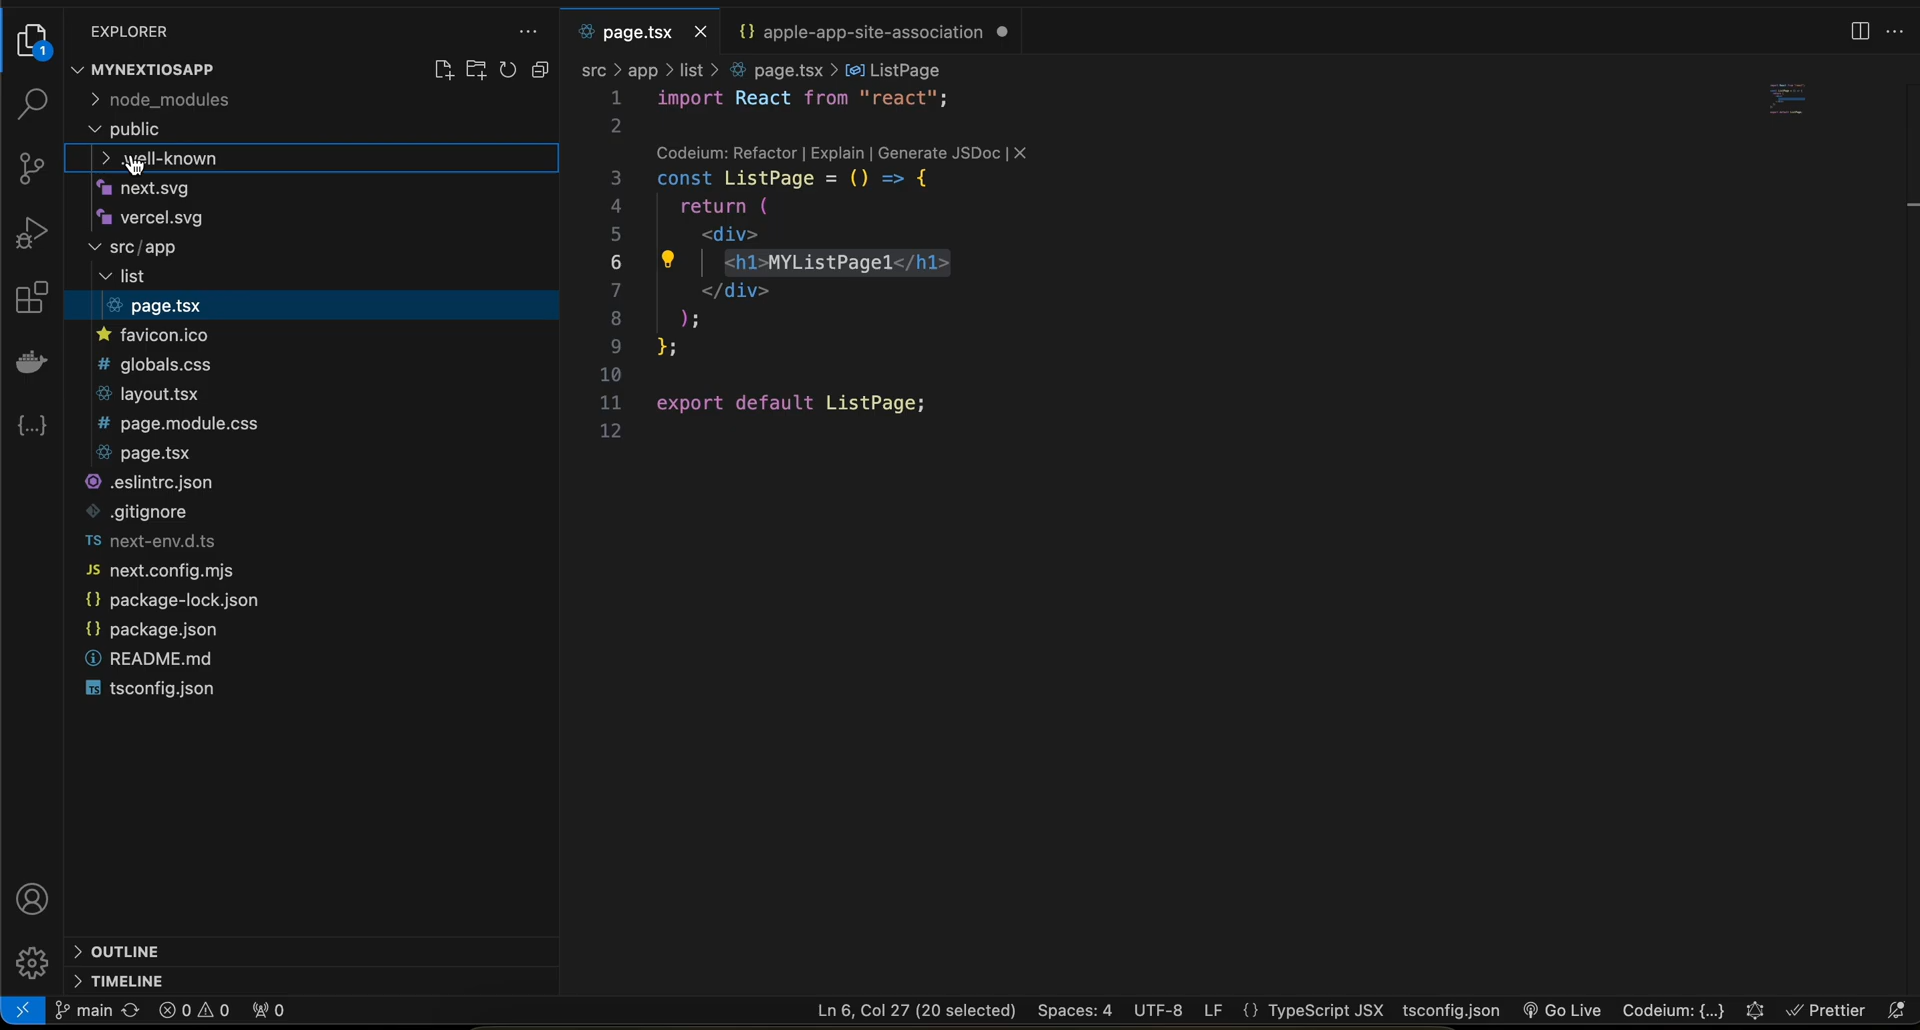 EXPLORER
1
MYNEXTIOSAPP
node_modules
public
.well-known
next.svg
vercel.svg
src/app
list
page.tsx
favicon.ico
# globals.css
layout.tsx
# page.module.css
page.tsx
.eslintrc.json
.gitignore
TS next-env.d.ts
JS next.config.mjs
{} package-lock.json
{} package.json
README.md
TS tsconfig.json
OUTLINE
TIMELINE
page.tsx
{} apple-app-site-association
src > app > list > page.tsx > ListPage
1 import React from "react";
2
Codeium: Refactor | Explain | Generate JSDoc | ×
3 const ListPage = () => {
4 return (
5 <div>
6 <h1>MYListPage1</h1>
7 </div>
8 );
9 };
10
11 export default ListPage;
12
main 0 0 0 Ln 6, Col 27 (20 selected) Spaces: 4 UTF-8 LF {} TypeScript JSX tsconfig.json Go Live Codeium: {...} Prettier